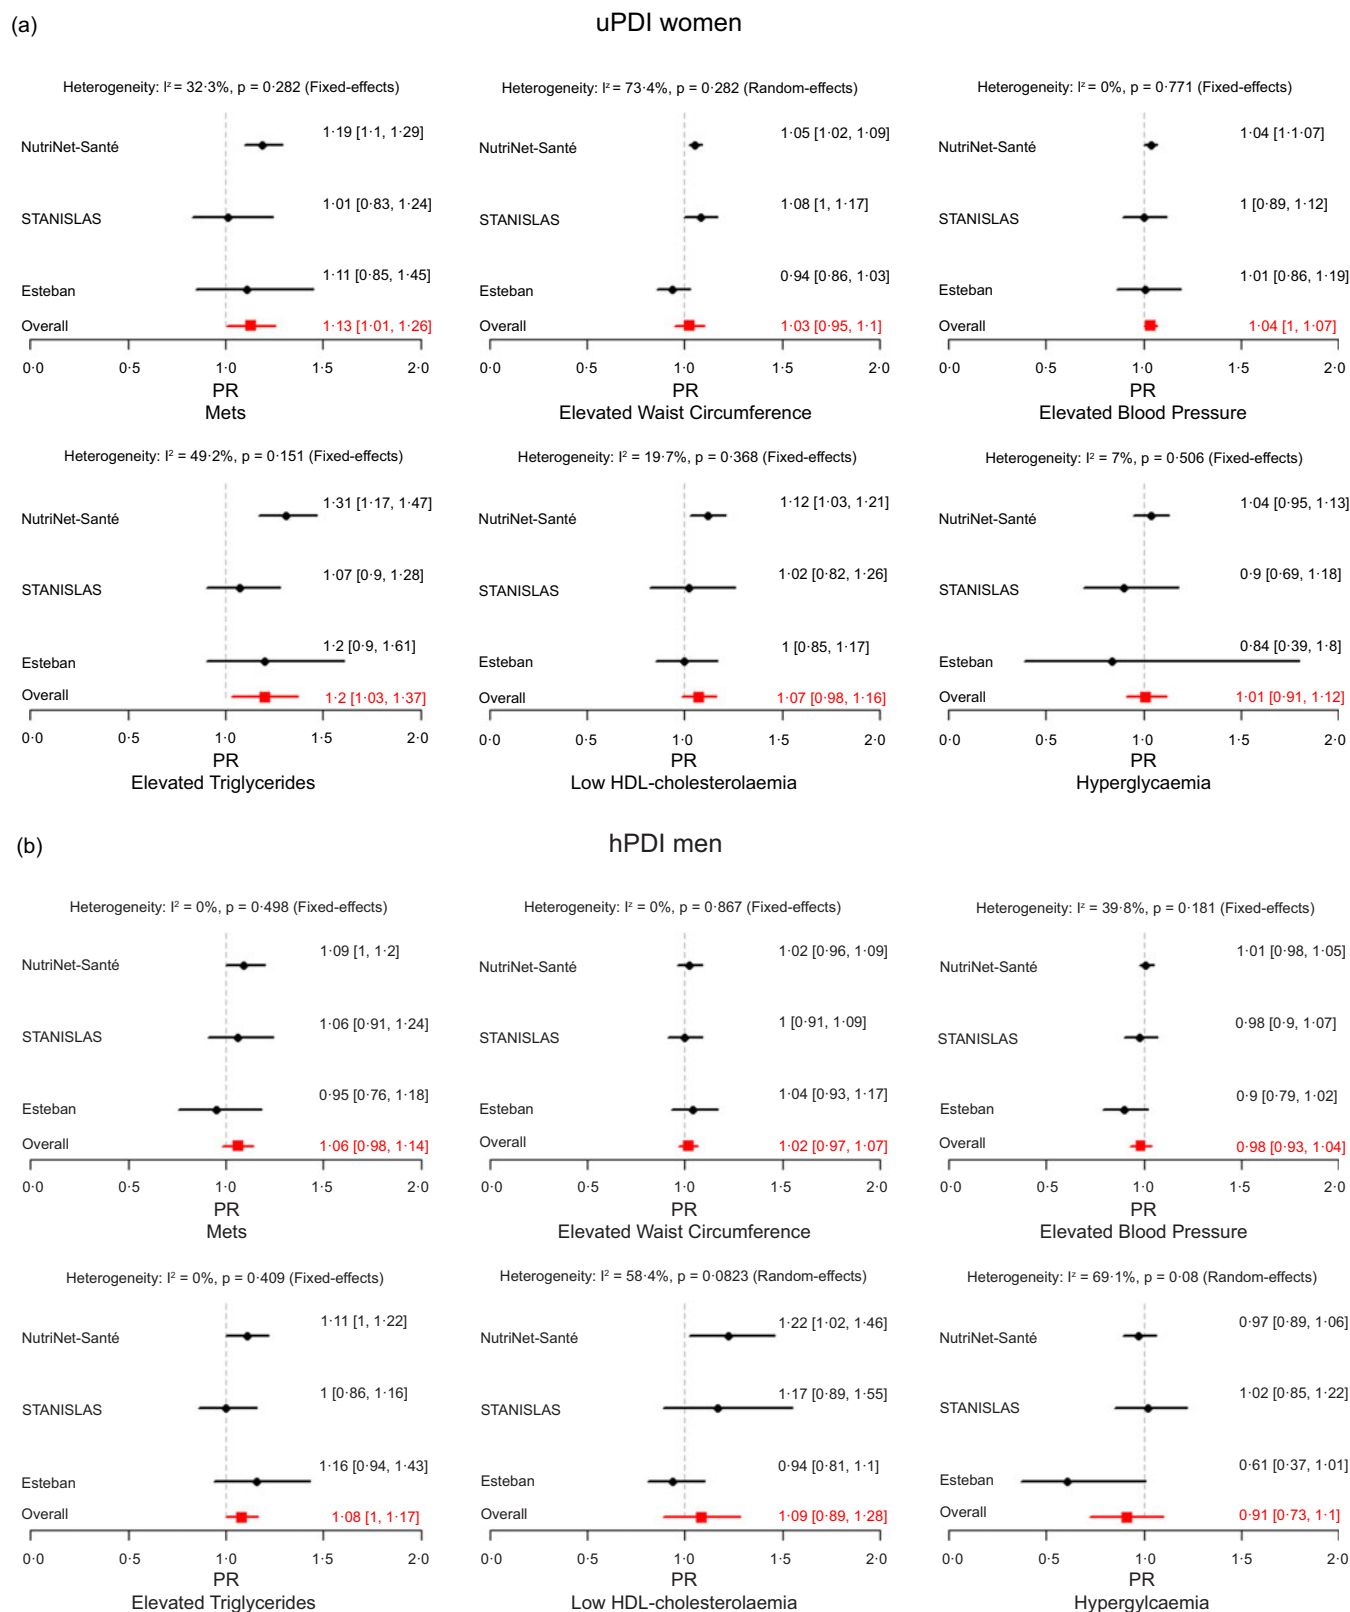 (a)
uPDI women
Heterogeneity: Iᶻ = 32·3%, p = 0·282 (Fixed-effects)
NutriNet-Santé 1·19 [1·1, 1·29]
STANISLAS 1·01 [0·83, 1·24]
Esteban 1·11 [0·85, 1·45]
Overall 1·13 [1·01, 1·26]
0·0 0·5 1·0 1·5 2·0
PR
Mets
Heterogeneity: Iᶻ = 73·4%, p = 0·282 (Random-effects)
NutriNet-Santé 1·05 [1·02, 1·09]
STANISLAS 1·08 [1, 1·17]
Esteban 0·94 [0·86, 1·03]
Overall 1·03 [0·95, 1·1]
0·0 0·5 1·0 1·5 2·0
PR
Elevated Waist Circumference
Heterogeneity: Iᶻ = 0%, p = 0·771 (Fixed-effects)
NutriNet-Santé 1·04 [1·1·07]
STANISLAS 1 [0·89, 1·12]
Esteban 1·01 [0·86, 1·19]
Overall 1·04 [1, 1·07]
0·0 0·5 1·0 1·5 2·0
PR
Elevated Blood Pressure
Heterogeneity: I² = 49·2%, p = 0·151 (Fixed-effects)
NutriNet-Santé 1·31 [1·17, 1·47]
STANISLAS 1·07 [0·9, 1·28]
Esteban 1·2 [0·9, 1·61]
Overall 1·2 [1·03, 1·37]
0·0 0·5 1·0 1·5 2·0
PR
Elevated Triglycerides
Heterogeneity: I² = 19·7%, p = 0·368 (Fixed-effects)
NutriNet-Santé 1·12 [1·03, 1·21]
STANISLAS 1·02 [0·82, 1·26]
Esteban 1 [0·85, 1·17]
Overall 1·07 [0·98, 1·16]
0·0 0·5 1·0 1·5 2·0
PR
Low HDL-cholesterolaemia
Heterogeneity: I² = 7%, p = 0·506 (Fixed-effects)
NutriNet-Santé 1·04 [0·95, 1·13]
STANISLAS 0·9 [0·69, 1·18]
Esteban 0·84 [0·39, 1·8]
Overall 1·01 [0·91, 1·12]
0·0 0·5 1·0 1·5 2·0
PR
Hyperglycaemia
(b)
hPDI men
Heterogeneity: I² = 0%, p = 0·498 (Fixed-effects)
NutriNet-Santé 1·09 [1, 1·2]
STANISLAS 1·06 [0·91, 1·24]
Esteban 0·95 [0·76, 1·18]
Overall 1·06 [0·98, 1·14]
0·0 0·5 1·0 1·5 2·0
PR
Mets
Heterogeneity: Iᶻ = 0%, p = 0·867 (Fixed-effects)
NutriNet-Santé 1·02 [0·96, 1·09]
STANISLAS 1 [0·91, 1·09]
Esteban 1·04 [0·93, 1·17]
Overall 1·02 [0·97, 1·07]
0·0 0·5 1·0 1·5 2·0
PR
Elevated Waist Circumference
Heterogeneity: Iᶻ = 39·8%, p = 0·181 (Fixed-effects)
NutriNet-Santé 1·01 [0·98, 1·05]
STANISLAS 0·98 [0·9, 1·07]
Esteban 0·9 [0·79, 1·02]
Overall 0·98 [0·93, 1·04]
0·0 0·5 1·0 1·5 2·0
PR
Elevated Blood Pressure
Heterogeneity: I² = 0%, p = 0·409 (Fixed-effects)
NutriNet-Santé 1·11 [1, 1·22]
STANISLAS 1 [0·86, 1·16]
Esteban 1·16 [0·94, 1·43]
Overall 1·08 [1, 1·17]
0·0 0·5 1·0 1·5 2·0
PR
Elevated Triglycerides
Heterogeneity: I² = 58·4%, p = 0·0823 (Random-effects)
NutriNet-Santé 1·22 [1·02, 1·46]
STANISLAS 1·17 [0·89, 1·55]
Esteban 0·94 [0·81, 1·1]
Overall 1·09 [0·89, 1·28]
0·0 0·5 1·0 1·5 2·0
PR
Low HDL-cholesterolaemia
Heterogeneity: Iᶻ = 69·1%, p = 0·08 (Random-effects)
NutriNet-Santé 0·97 [0·89, 1·06]
STANISLAS 1·02 [0·85, 1·22]
Esteban 0·61 [0·37, 1·01]
Overall 0·91 [0·73, 1·1]
0·0 0·5 1·0 1·5 2·0
PR
Hypergylcaemia